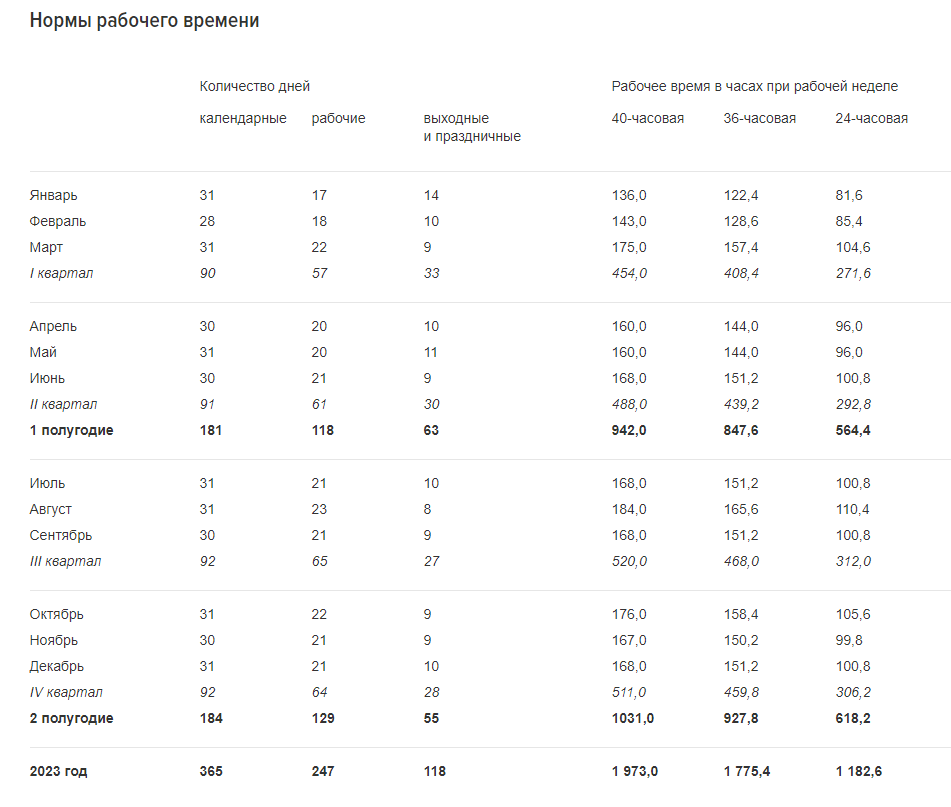 Нормы рабочего времени
Количество дней Рабочее время в часах при рабочей неделе
календарные рабочие выходные и праздничные 40-часовая 36-часовая 24-часовая
Январь 31 17 14 136,0 122,4 81,6
Февраль 28 18 10 143,0 128,6 85,4
Март 31 22 9 175,0 157,4 104,6
I квартал 90 57 33 454,0 408,4 271,6
Апрель 30 20 10 160,0 144,0 96,0
Май 31 20 11 160,0 144,0 96,0
Июнь 30 21 9 168,0 151,2 100,8
II квартал 91 61 30 488,0 439,2 292,8
1 полугодие 181 118 63 942,0 847,6 564,4
Июль 31 21 10 168,0 151,2 100,8
Август 31 23 8 184,0 165,6 110,4
Сентябрь 30 21 9 168,0 151,2 100,8
III квартал 92 65 27 520,0 468,0 312,0
Октябрь 31 22 9 176,0 158,4 105,6
Ноябрь 30 21 9 167,0 150,2 99,8
Декабрь 31 21 10 168,0 151,2 100,8
IV квартал 92 64 28 511,0 459,8 306,2
2 полугодие 184 129 55 1031,0 927,8 618,2
2023 год 365 247 118 1 973,0 1 775,4 1 182,6